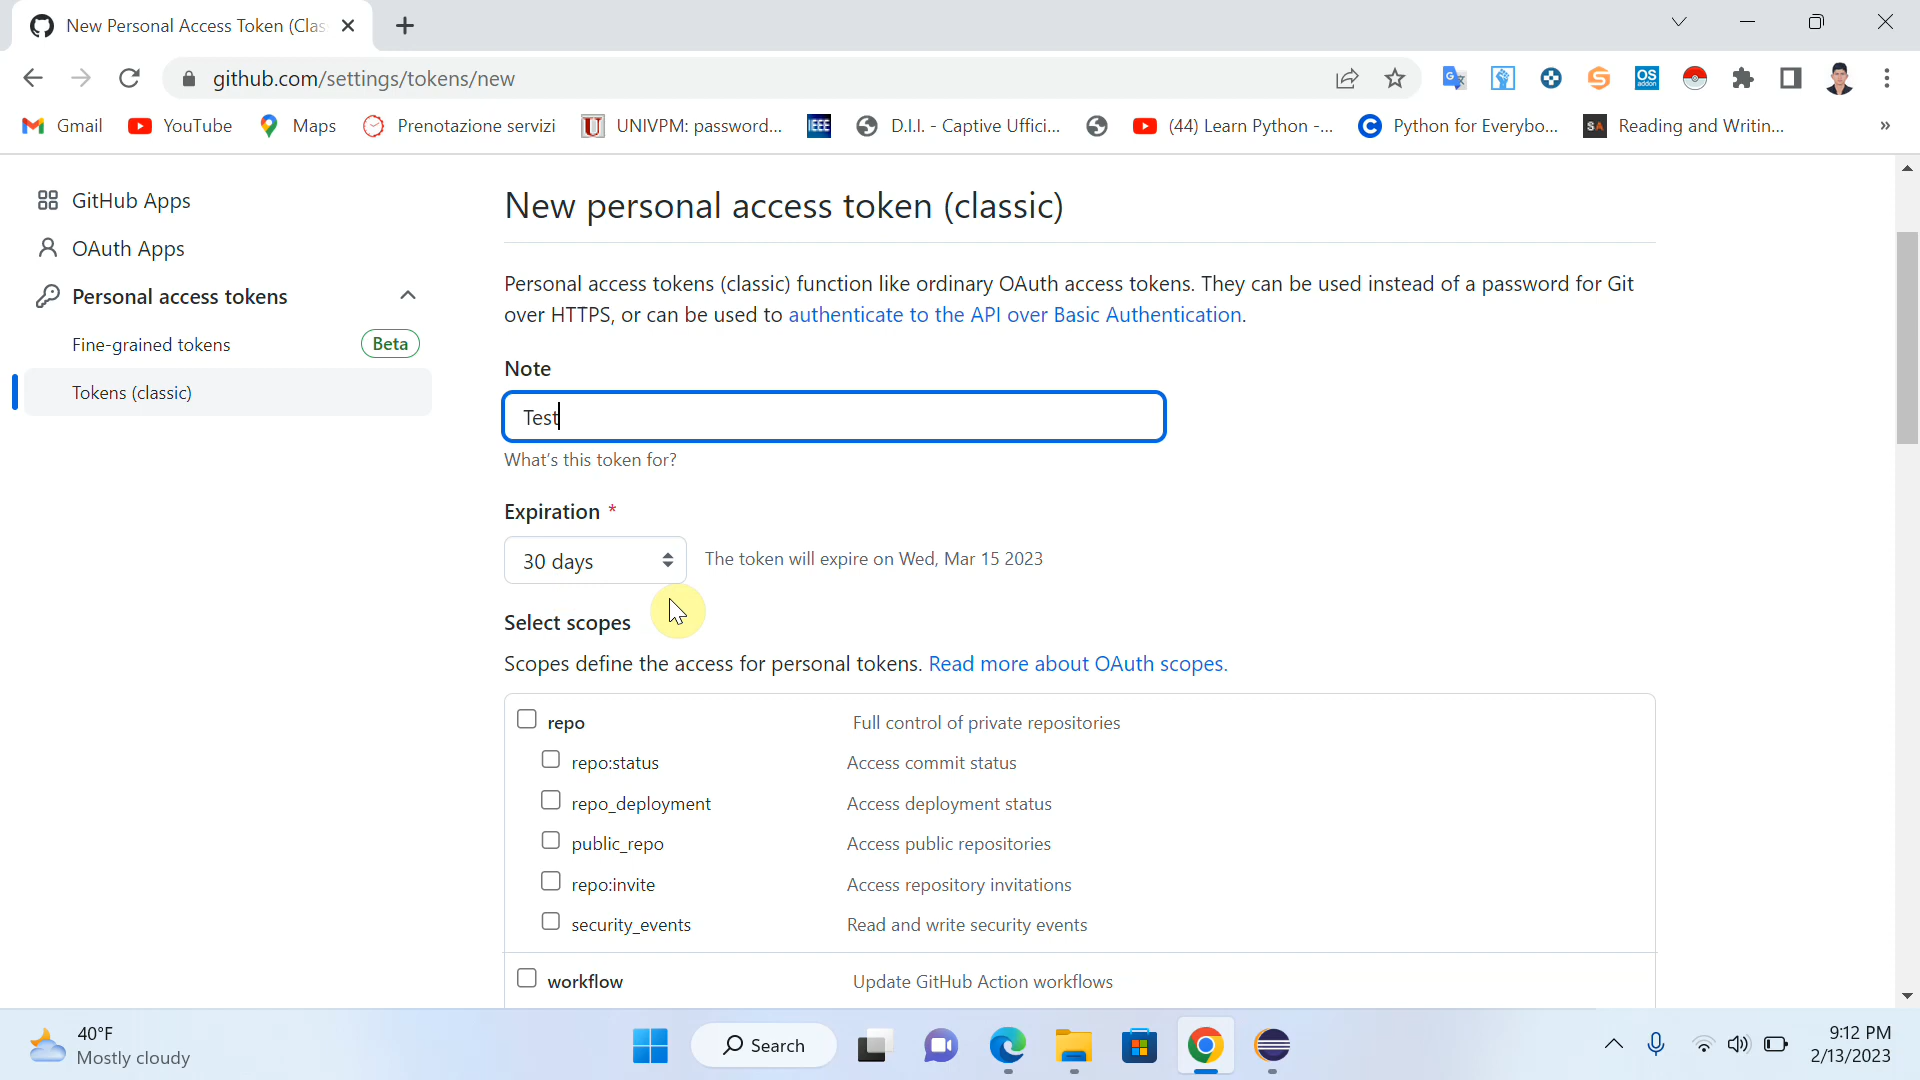 New Personal Access Token (Clas
github.com/settings/tokens/new
Gmail
YouTube
Maps
Prenotazione servizi
UNIVPM: password...
IEEE
D.I.I. - Captive Uffici...
(44) Learn Python -...
Python for Everybo...
SA
Reading and Writin...
»
OS
addon
GitHub Apps
OAuth Apps
Personal access tokens
Fine-grained tokens
Beta
Tokens (classic)
New personal access token (classic)
Personal access tokens (classic) function like ordinary OAuth access tokens. They can be used instead of a password for Git
over HTTPS, or can be used to authenticate to the API over Basic Authentication.
Note
Test
What's this token for?
Expiration *
30 days
The token will expire on Wed, Mar 15 2023
Select scopes
Scopes define the access for personal tokens. Read more about OAuth scopes.
repo Full control of private repositories
repo:status Access commit status
repo_deployment Access deployment status
public_repo Access public repositories
repo:invite Access repository invitations
security_events Read and write security events
workflow Update GitHub Action workflows
40°F
Mostly cloudy
Search
9:12 PM
2/13/2023